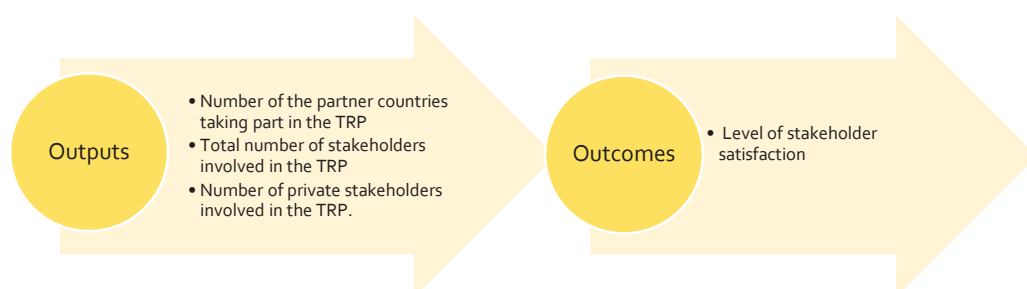 Outputs
• Number of the partner countries
taking part in the TRP
• Total number of stakeholders
involved in the TRP
• Number of private stakeholders
involved in the TRP.
Outcomes
• Level of stakeholder
satisfaction